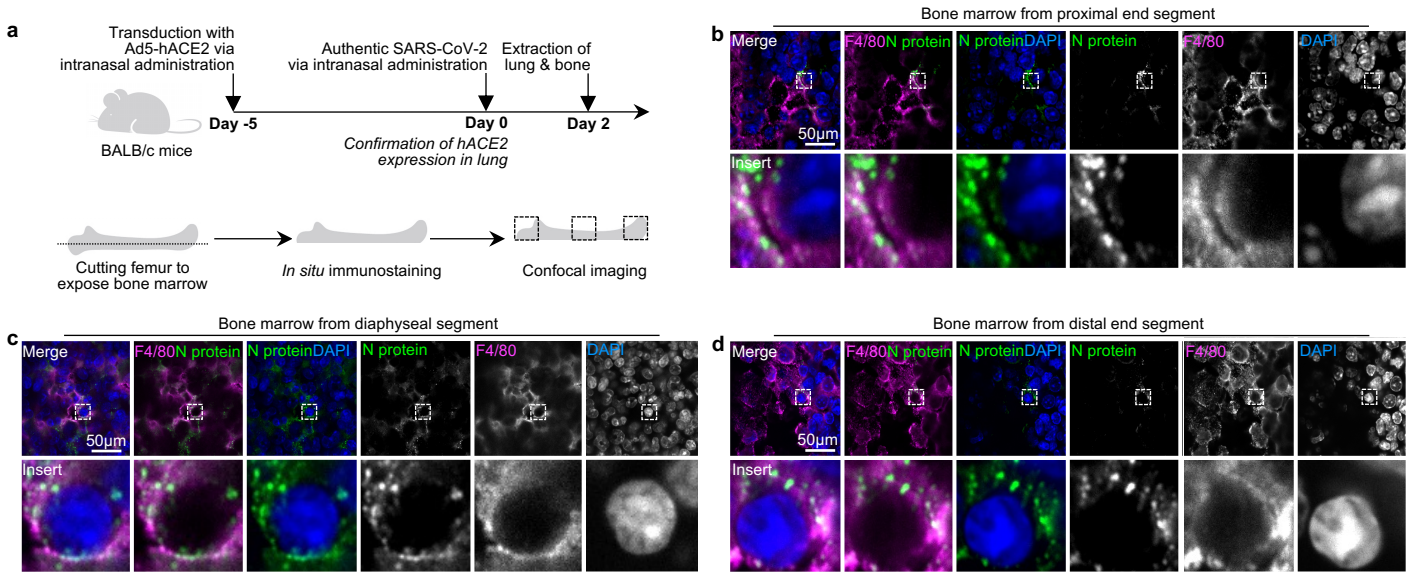 a
Transduction with
Ad5-hACE2 via
intranasal administration
Authentic SARS-CoV-2
via intranasal administration
Extraction of
lung & bone
Day -5
Day 0
Day 2
BALB/c mice
Confirmation of hACE2
expression in lung
Cutting femur to
expose bone marrow
In situ immunostaining
Confocal imaging
b
Bone marrow from proximal end segment
Merge
F4/80N protein
N proteinDAPI
N protein
F4/80
DAPI
50μm
Insert
c
Bone marrow from diaphyseal segment
Merge
F4/80N protein
N proteinDAPI
N protein
F4/80
DAPI
50μm
Insert
d
Bone marrow from distal end segment
Merge
F4/80N protein
N proteinDAPI
N protein
F4/80
DAPI
50μm
Insert